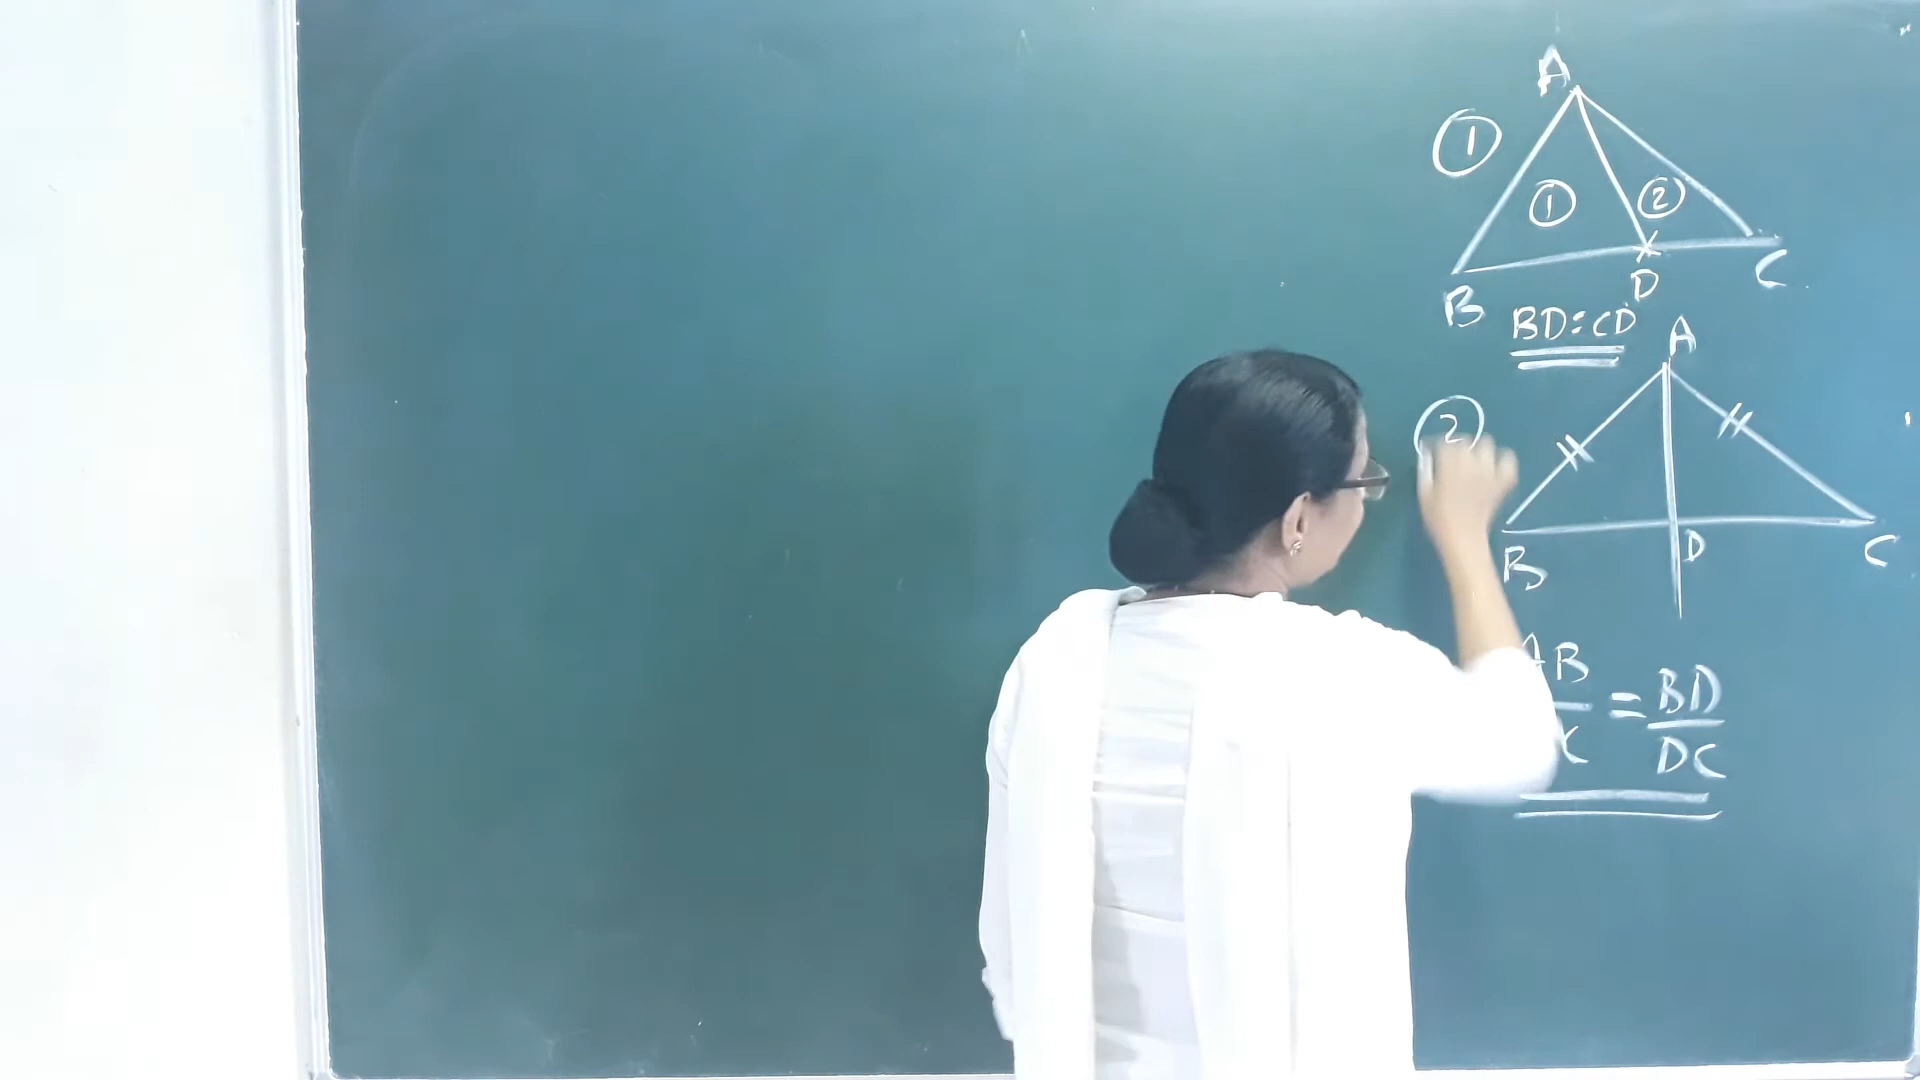 A
①
① ②
B D C
BD=CD
A
②
B D C
AB = BD
C DC